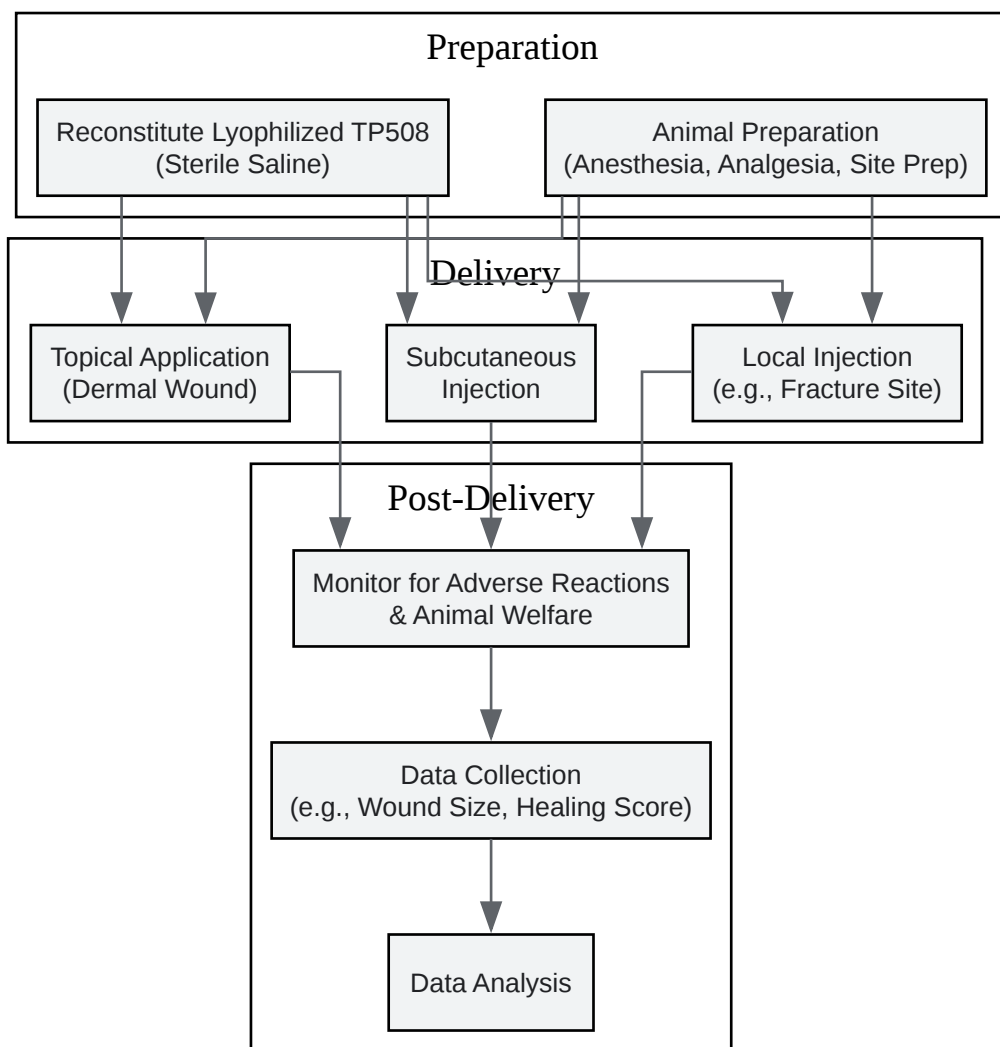 Preparation
Reconstitute Lyophilized TP508
(Sterile Saline)
Animal Preparation
(Anesthesia, Analgesia, Site Prep)
Delivery
Topical Application
(Dermal Wound)
Subcutaneous
Injection
Local Injection
(e.g., Fracture Site)
Post-Delivery
Monitor for Adverse Reactions
& Animal Welfare
Data Collection
(e.g., Wound Size, Healing Score)
Data Analysis